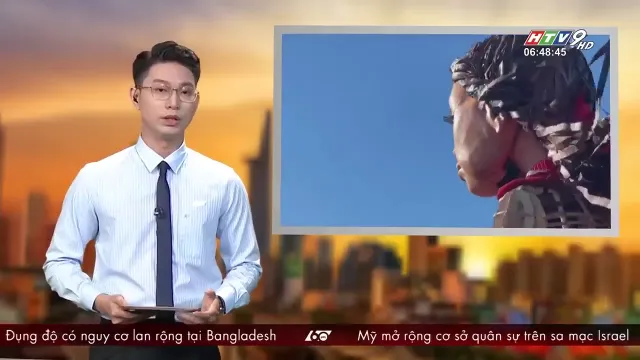 HTV9 HD
06:48:45
Đụng độ có nguy cơ lan rộng tại Bangladesh 60 Mỹ mở rộng cơ sở quân sự trên sa mạc Israel